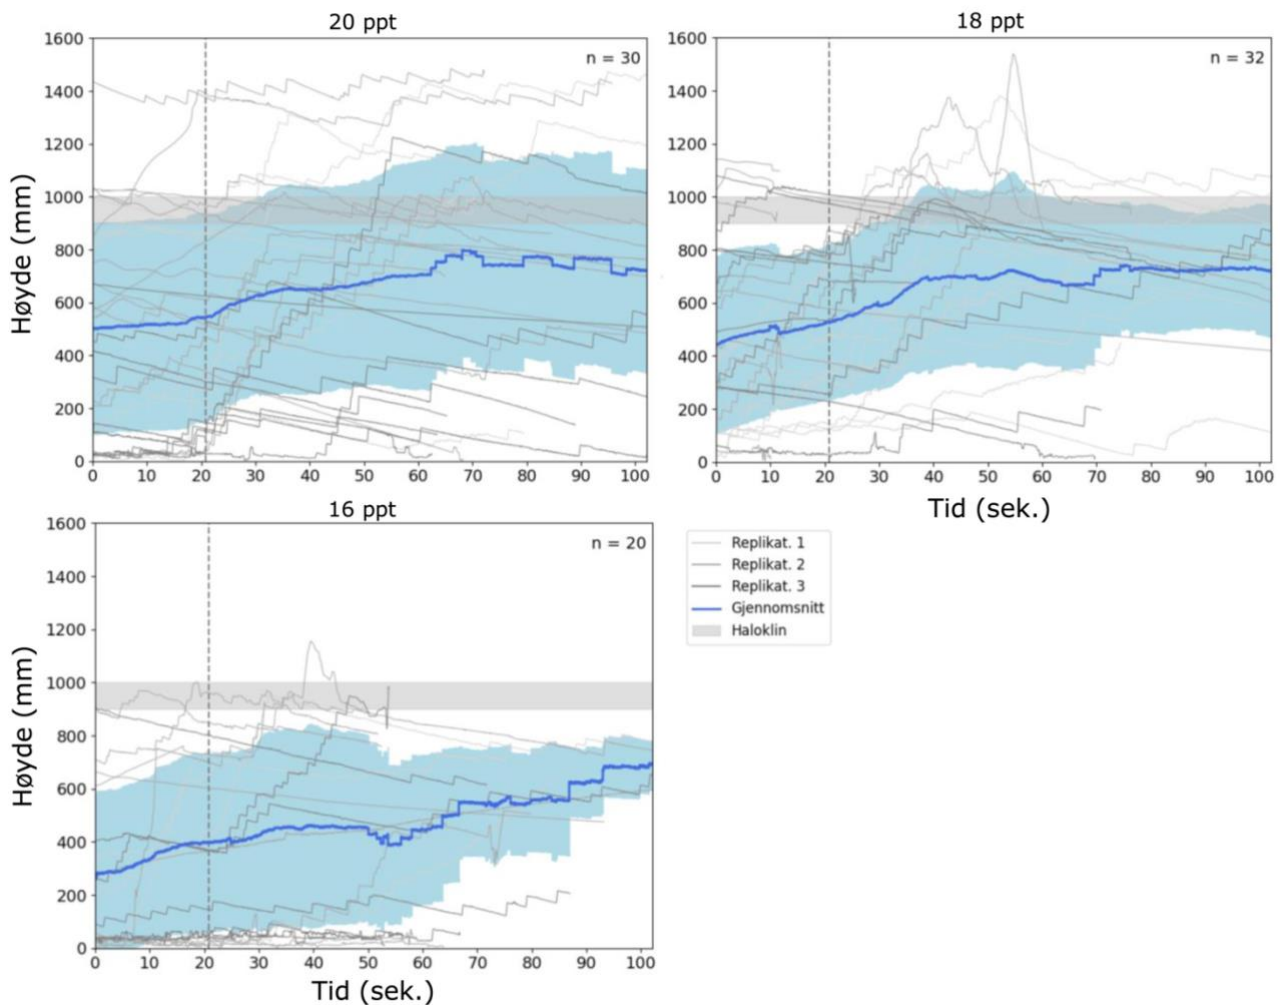 20 ppt
n = 30
Høyde (mm)
1600
1400
1200
1000
800
600
400
200
0
0 10 20 30 40 50 60 70 80 90 100
18 ppt
n = 32
1600
1400
1200
1000
800
600
400
200
0
0 10 20 30 40 50 60 70 80 90 100
Tid (sek.)
16 ppt
n = 20
Høyde (mm)
1600
1400
1200
1000
800
600
400
200
0
0 10 20 30 40 50 60 70 80 90 100
Tid (sek.)
Replikat. 1
Replikat. 2
Replikat. 3
Gjennomsnitt
Haloklin